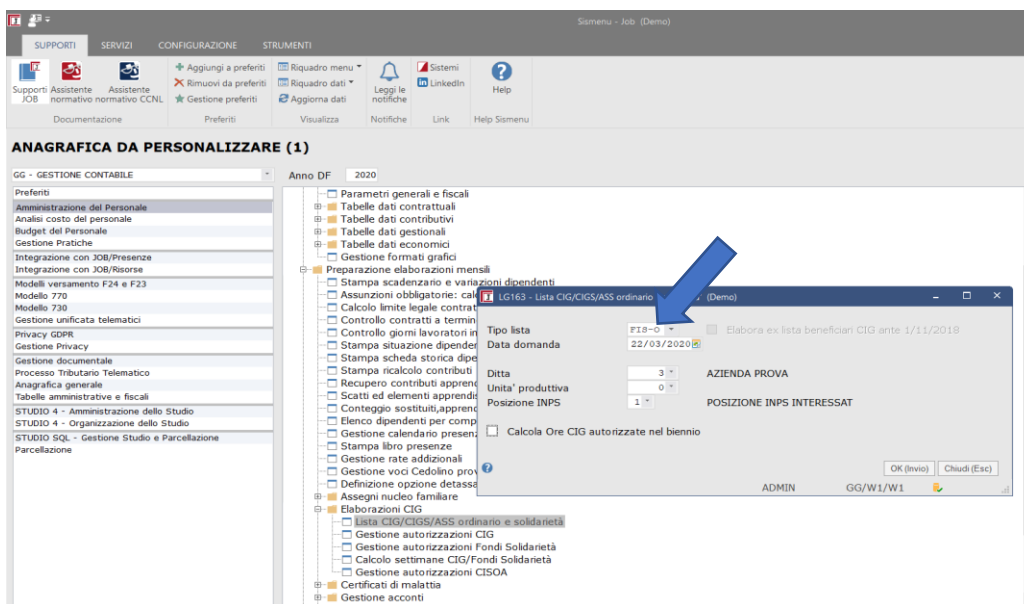 Sismenu - Job (Demo)
SUPPORTI SERVIZI CONFIGURAZIONE STRUMENTI
Supporti JOB
Assistente normativo
Assistente normativo CCNL
Aggiungi a preferiti
Rimuovi da preferiti
Gestione preferiti
Riquadro menu
Riquadro dati
Aggiorna dati
Leggi le notifiche
Sistemi
LinkedIn
Help
Documentazione Preferiti Visualizza Notifiche Link Help Sismenu
ANAGRAFICA DA PERSONALIZZARE (1)
GG - GESTIONE CONTABILE
Anno DF 2020
Preferiti
Amministrazione del Personale
Analisi costo del personale
Budget del Personale
Gestione Pratiche
Integrazione con JOB/Presenze
Integrazione con JOB/Risorse
Modelli versamento F24 e F23
Modello 770
Modello 730
Gestione unificata telematici
Privacy GDPR
Gestione Privacy
Gestione documentale
Processo Tributario Telematico
Anagrafica generale
Tabelle amministrative e fiscali
STUDIO 4 - Amministrazione dello Studio
STUDIO 4 - Organizzazione dello Studio
STUDIO SQL - Gestione Studio e Parcellazione
Parcellazione
Parametri generali e fiscali
Tabelle dati contrattuali
Tabelle dati contributivi
Tabelle dati gestionali
Tabelle dati economici
Gestione formati grafici
Preparazione elaborazioni mensili
Stampa scadenzario e variazioni dipendenti
Assunzioni obbligatorie:
Calcolo limite legale
Controllo contratti a
Controllo giorni lavoratori
Stampa situazione
Stampa scheda storica
Stampa ricalcolo contributi
Recupero contributi
Scatti ed elementi
Conteggio
Elenco dipendenti per
Gestione calendario
Stampa libro presenze
Gestione rate addizionali
Gestione voci Cedolino
Definizione opzione
Assegni nucleo familiare
Elaborazioni CIG
Lista CIG/CIGS/ASS ordinario e solidarietà
Gestione autorizzazioni CIG
Gestione autorizzazioni Fondi Solidarietà
Calcolo settimane CIG/Fondi Solidarietà
Gestione autorizzazioni CISOA
Certificati di malattia
Gestione acconti
LG163 - Lista CIG/CIGS/ASS ordinario (Demo)
Tipo lista FIS-O Elabora ex lista beneficiari CIG ante 1/11/2018
Data domanda 22/03/2020
Ditta 3 AZIENDA PROVA
Unita' produttiva 0
Posizione INPS 1 POSIZIONE INPS INTERESSAT
Calcola Ore CIG autorizzate nel biennio
OK (Invio) Chiudi (Esc)
ADMIN GG/W1/W1